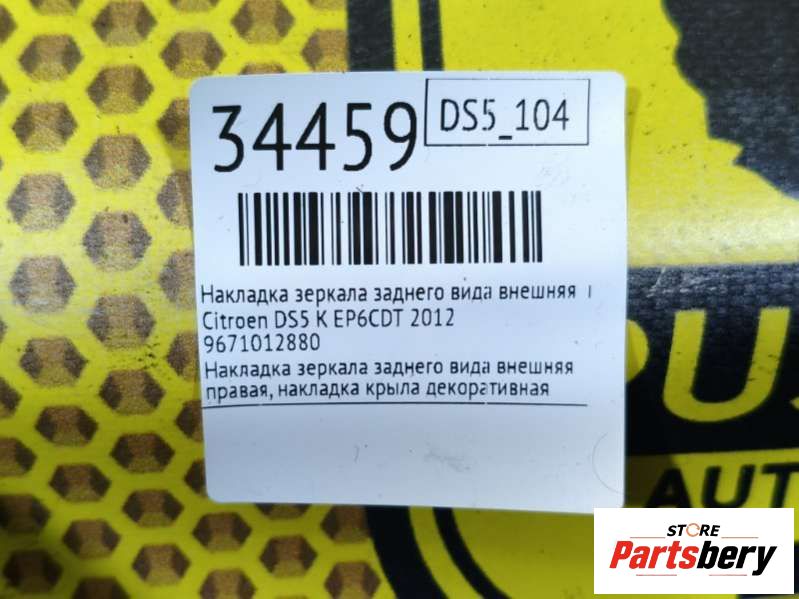 34459
DS5_104
Накладка зеркала заднего вида внешняя
Citroen DS5 K EP6CDT 2012
9671012880
Накладка зеркала заднего вида внешняя
правая, накладка крыла декоративная
AUT
STORE
Partsbery